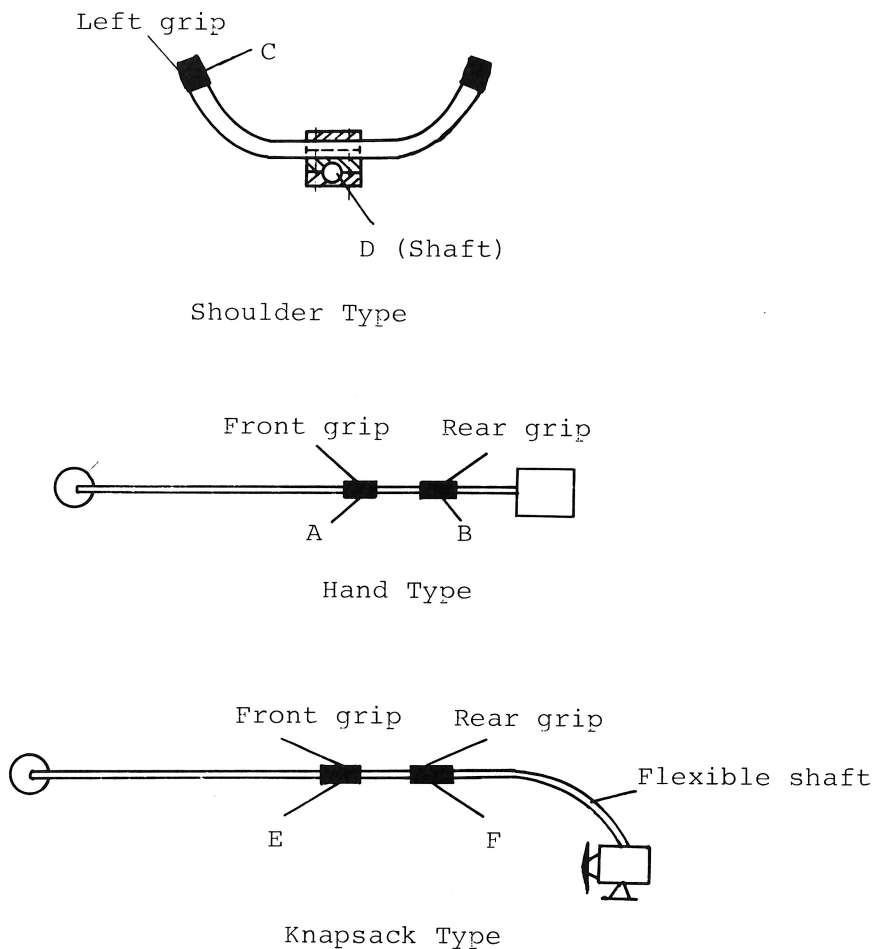 Left grip
C
D (Shaft)
Shoulder Type
Front grip Rear grip
A B
Hand Type
Front grip Rear grip
Flexible shaft
E F
Knapsack Type